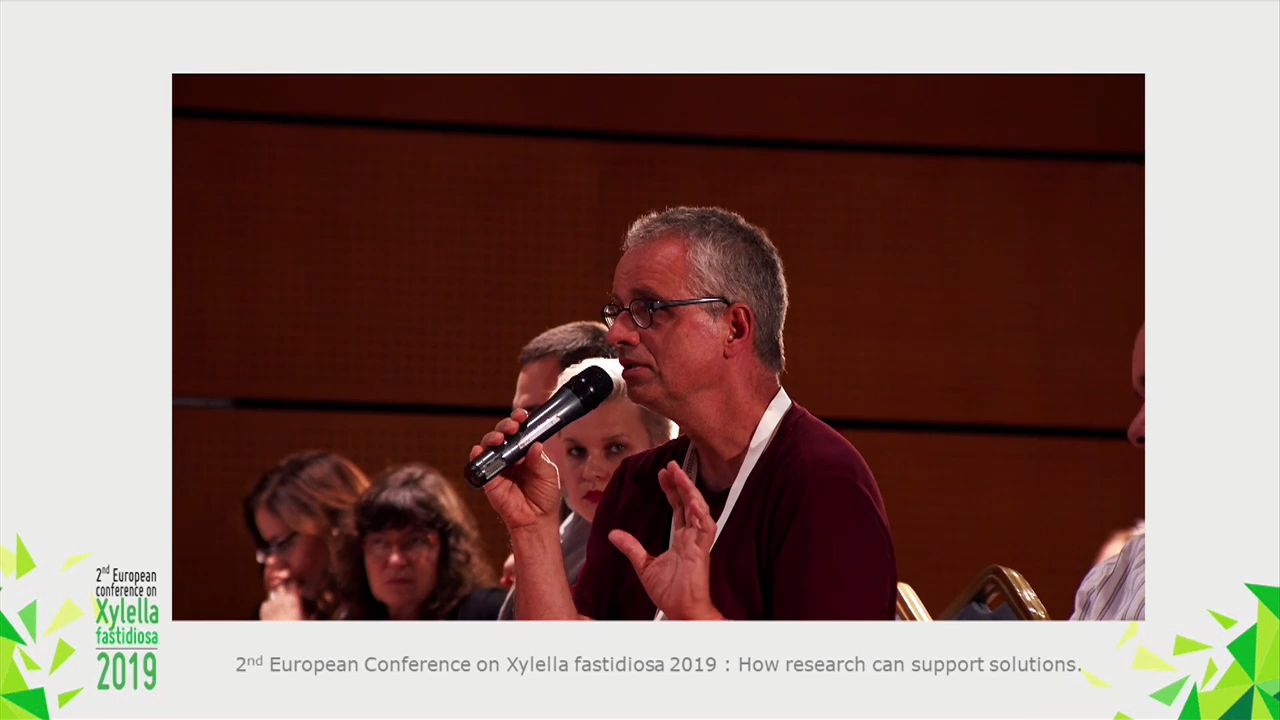 2nd European
conference on
Xylella
fastidiosa
2019
2nd European Conference on Xylella fastidiosa 2019 : How research can support solutions.